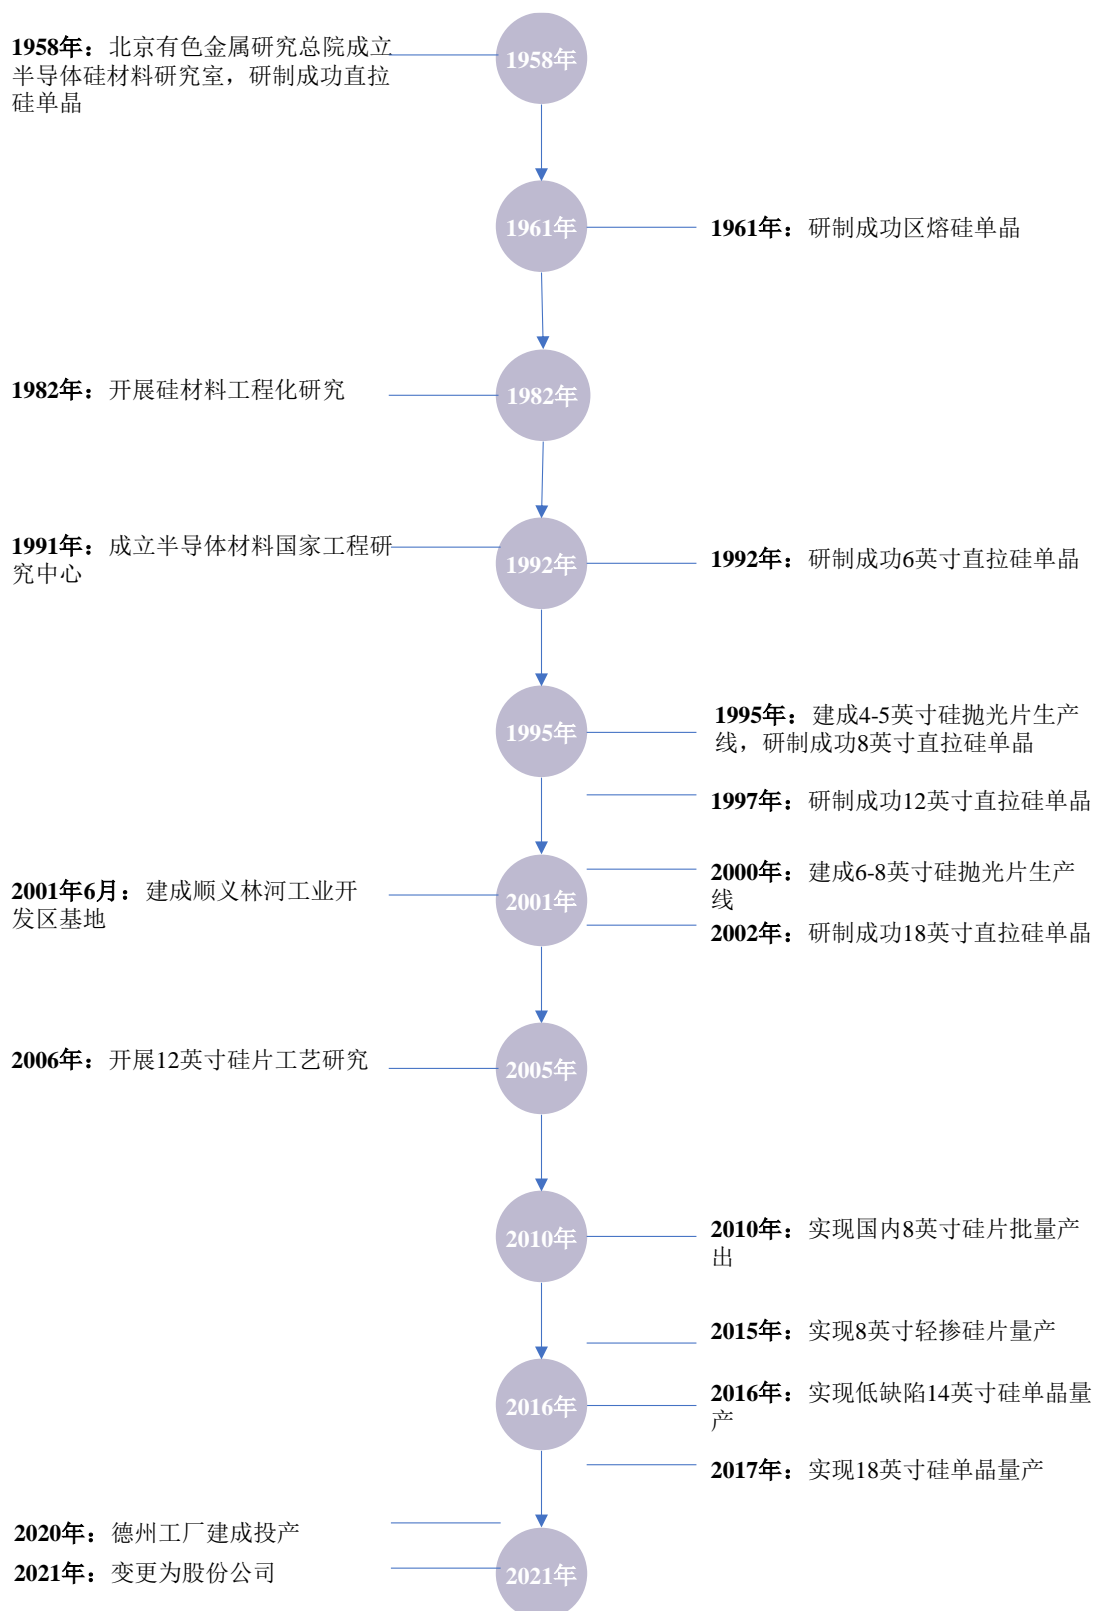 1958年：北京有色金属研究总院成立
半导体硅材料研究室，研制成功直拉
硅单晶
1958年
1961年
1961年：研制成功区熔硅单晶
1982年：开展硅材料工程化研究
1982年
1991年：成立半导体材料国家工程研
究中心
1992年
1992年：研制成功6英寸直拉硅单晶
1995年
1995年：建成4-5英寸硅抛光片生产
线，研制成功8英寸直拉硅单晶
1997年：研制成功12英寸直拉硅单晶
2001年6月：建成顺义林河工业开
发区基地
2001年
2000年：建成6-8英寸硅抛光片生产
线
2002年：研制成功18英寸直拉硅单晶
2006年：开展12英寸硅片工艺研究
2005年
2010年
2010年：实现国内8英寸硅片批量产
出
2015年：实现8英寸轻掺硅片量产
2016年
2016年：实现低缺陷14英寸硅单晶量
产
2017年：实现18英寸硅单晶量产
2020年：德州工厂建成投产
2021年：变更为股份公司
2021年